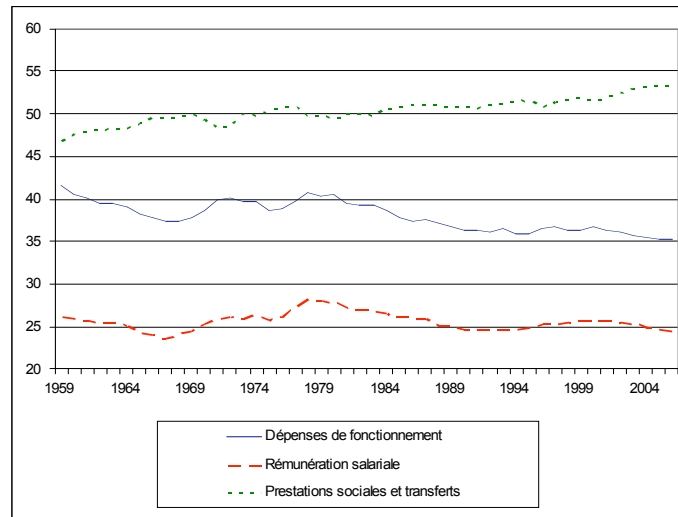 60
55
50
45
40
35
30
25
20
1959 1964 1969 1974 1979 1984 1989 1994 1999 2004
Dépenses de fonctionnement
Rémunération salariale
Prestations sociales et transferts